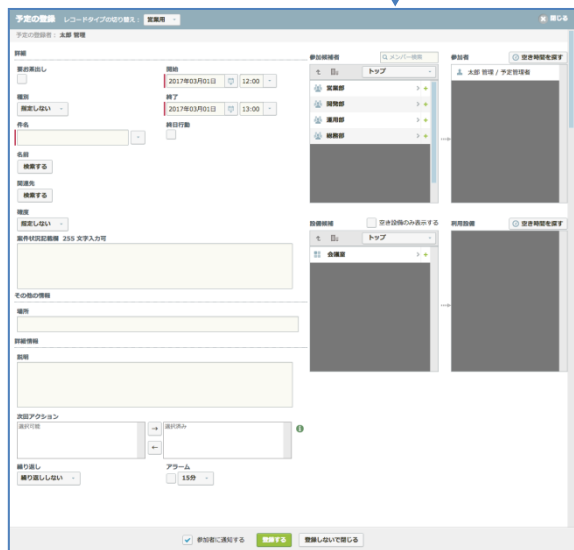 予定の登録 レコードタイプの切り替え： 営業用 閉じる
予定の登録者： 太郎 管理
詳細
要お茶出し
開始
2017年03月01日 12:00
種別
指定しない
終了
2017年03月01日 13:00
件名
終日行動
名前
検索する
関連先
検索する
確度
指定しない
案件状況記載欄 255 文字入力可
その他の情報
場所
詳細情報
説明
次回アクション
選択可能
→
選択済み
←
繰り返し
繰り返ししない
アラーム
15分
参加候補者 メンバー検索
トップ
営業部
開発部
運用部
総務部
参加者 空き時間を探す
太郎 管理 / 予定管理者
設備候補 空き設備のみ表示する
トップ
会議室
利用設備 空き時間を探す
参加者に通知する 登録する 登録しないで閉じる